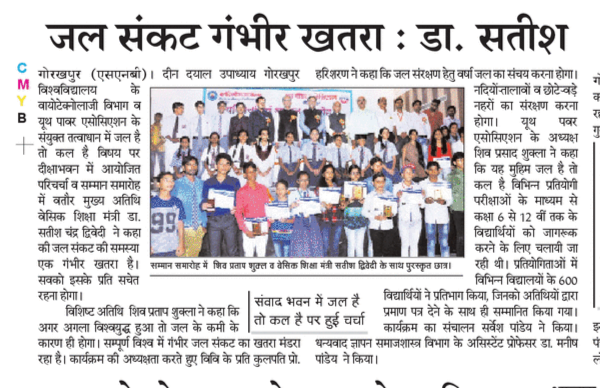 जल संकट गंभीर खतरा : डा. सतीश
C
M
Y
B
गोरखपुर (एसएनबी)। दीन दयाल उपाध्याय गोरखपुर
विश्वविद्यालय के
वायोटेक्नोलाजी विभाग व
यूथ पावर एसोसिएशन के
संयुक्त तत्वाधान में जल है
तो कल है विषय पर
दीक्षाभवन में आयोजित
परिचर्चा व सम्मान समारोह
में वतौर मुख्य अतिथि
वेसिक शिक्षा मंत्री डा.
सतीश चंद्र द्विवेदी ने कहा
की जल संकट की समस्या
एक गंभीर खतरा है।
सवको इसके प्रति सचेत
रहना होगा।
विशिष्ट अतिथि शिव प्रताप शुक्ला ने कहा कि
अगर अगला विश्वयुद्ध हुआ तो जल के कमी के
कारण ही होगा। सम्पूर्ण विश्व में गंभीर जल संकट का खतरा मंडरा
रहा है। कार्यक्रम की अध्यक्षता करते हुए विवि के प्रति कुलपति प्रो.
सम्मान समारोह में शिव प्रताप शुक्ल व वेसिक शिक्षा मंत्री सतीश द्विवेदी के साथ पुरस्कृत छात्र।
संवाद भवन में जल है
तो कल है पर हुई चर्चा
हरिशरण ने कहा कि जल संरक्षण हेतु वर्षा जल का संचय करना होगा।
नदियों-तालावों व छोटे-वड़े
नहरों का संरक्षण करना
होगा। यूथ पवर
एसोसिएशन के अध्यक्ष
शिव प्रसाद शुक्ला ने कहा
कि यह मुहिम जल है तो
कल है विभिन्न प्रतियोगी
परीक्षाओं के माध्यम से
कक्षा 6 से 12 वीं तक के
विद्यार्थियों को जागरूक
करने के लिए चलायी जा
रही थी। प्रतियोगिताओं में
विभिन्न विद्यालयों के 600
विद्यार्थियों ने प्रतिभाग किया, जिनको अतिथियों द्वारा
प्रमाण पत्र देने के साथ ही सम्मानित किया गया।
कार्यक्रम का संचालन सर्वेश पांडेय ने किया।
धन्यवाद ज्ञापन समाजशास्त्र विभाग के असिस्टेंट प्रोफेसर डा. मनीष
पांडेय ने किया।